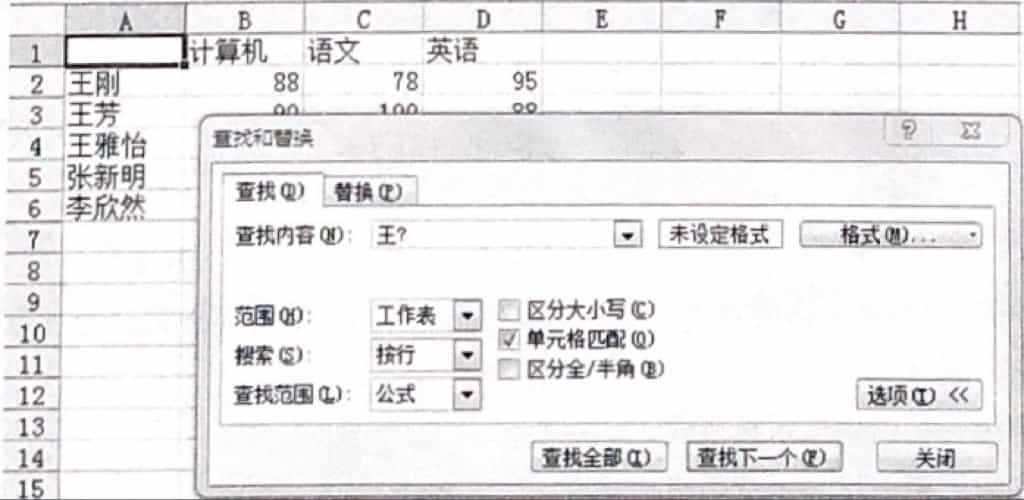 A B C D E F G H
1 计算机 语文 英语
2 王刚 88 78 95
3 王芳 90 100 88
4 王雅怡
5 张新明
6 李欣然
7
8
9
10
11
12
13
14
15
查找和替换
查找(D) 替换(P)
查找内容(N): 王? 未设定格式 格式(M)...
范围(H): 工作表 区分大小写(C)
搜索(S): 按行 单元格匹配(O)
区分全/半角(B)
查找范围(L): 公式 选项(T) <<
查找全部(I) 查找下一个(F) 关闭